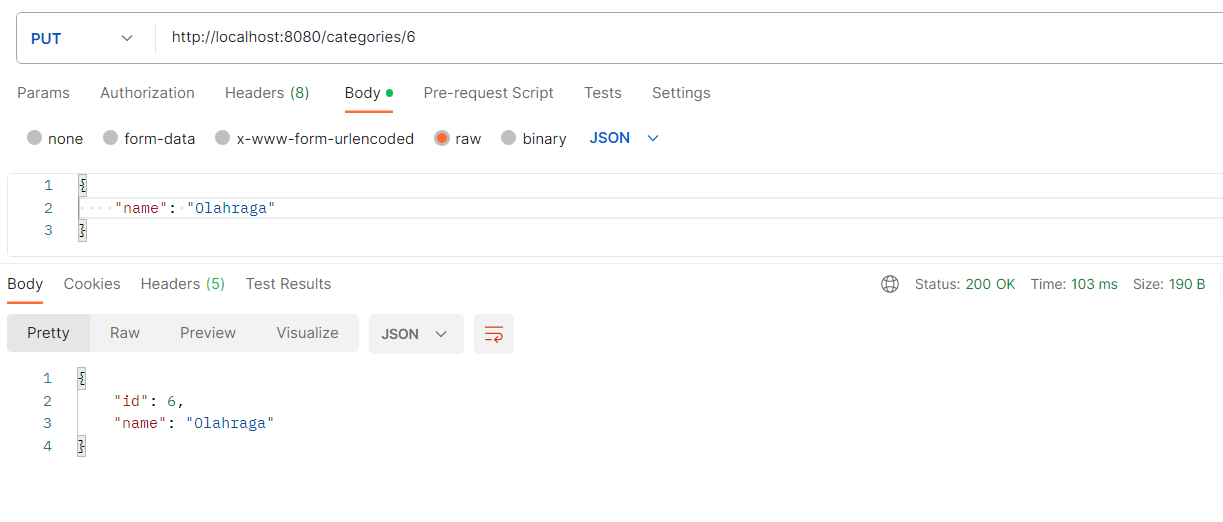 PUT http://localhost:8080/categories/6
Params Authorization Headers (8) Body Pre-request Script Tests Settings
none form-data x-www-form-urlencoded raw binary JSON
1 {
2 "name": "Olahraga"
3 }
Body Cookies Headers (5) Test Results Status: 200 OK Time: 103 ms Size: 190 B
Pretty Raw Preview Visualize JSON
1 {
2 "id": 6,
3 "name": "Olahraga"
4 }